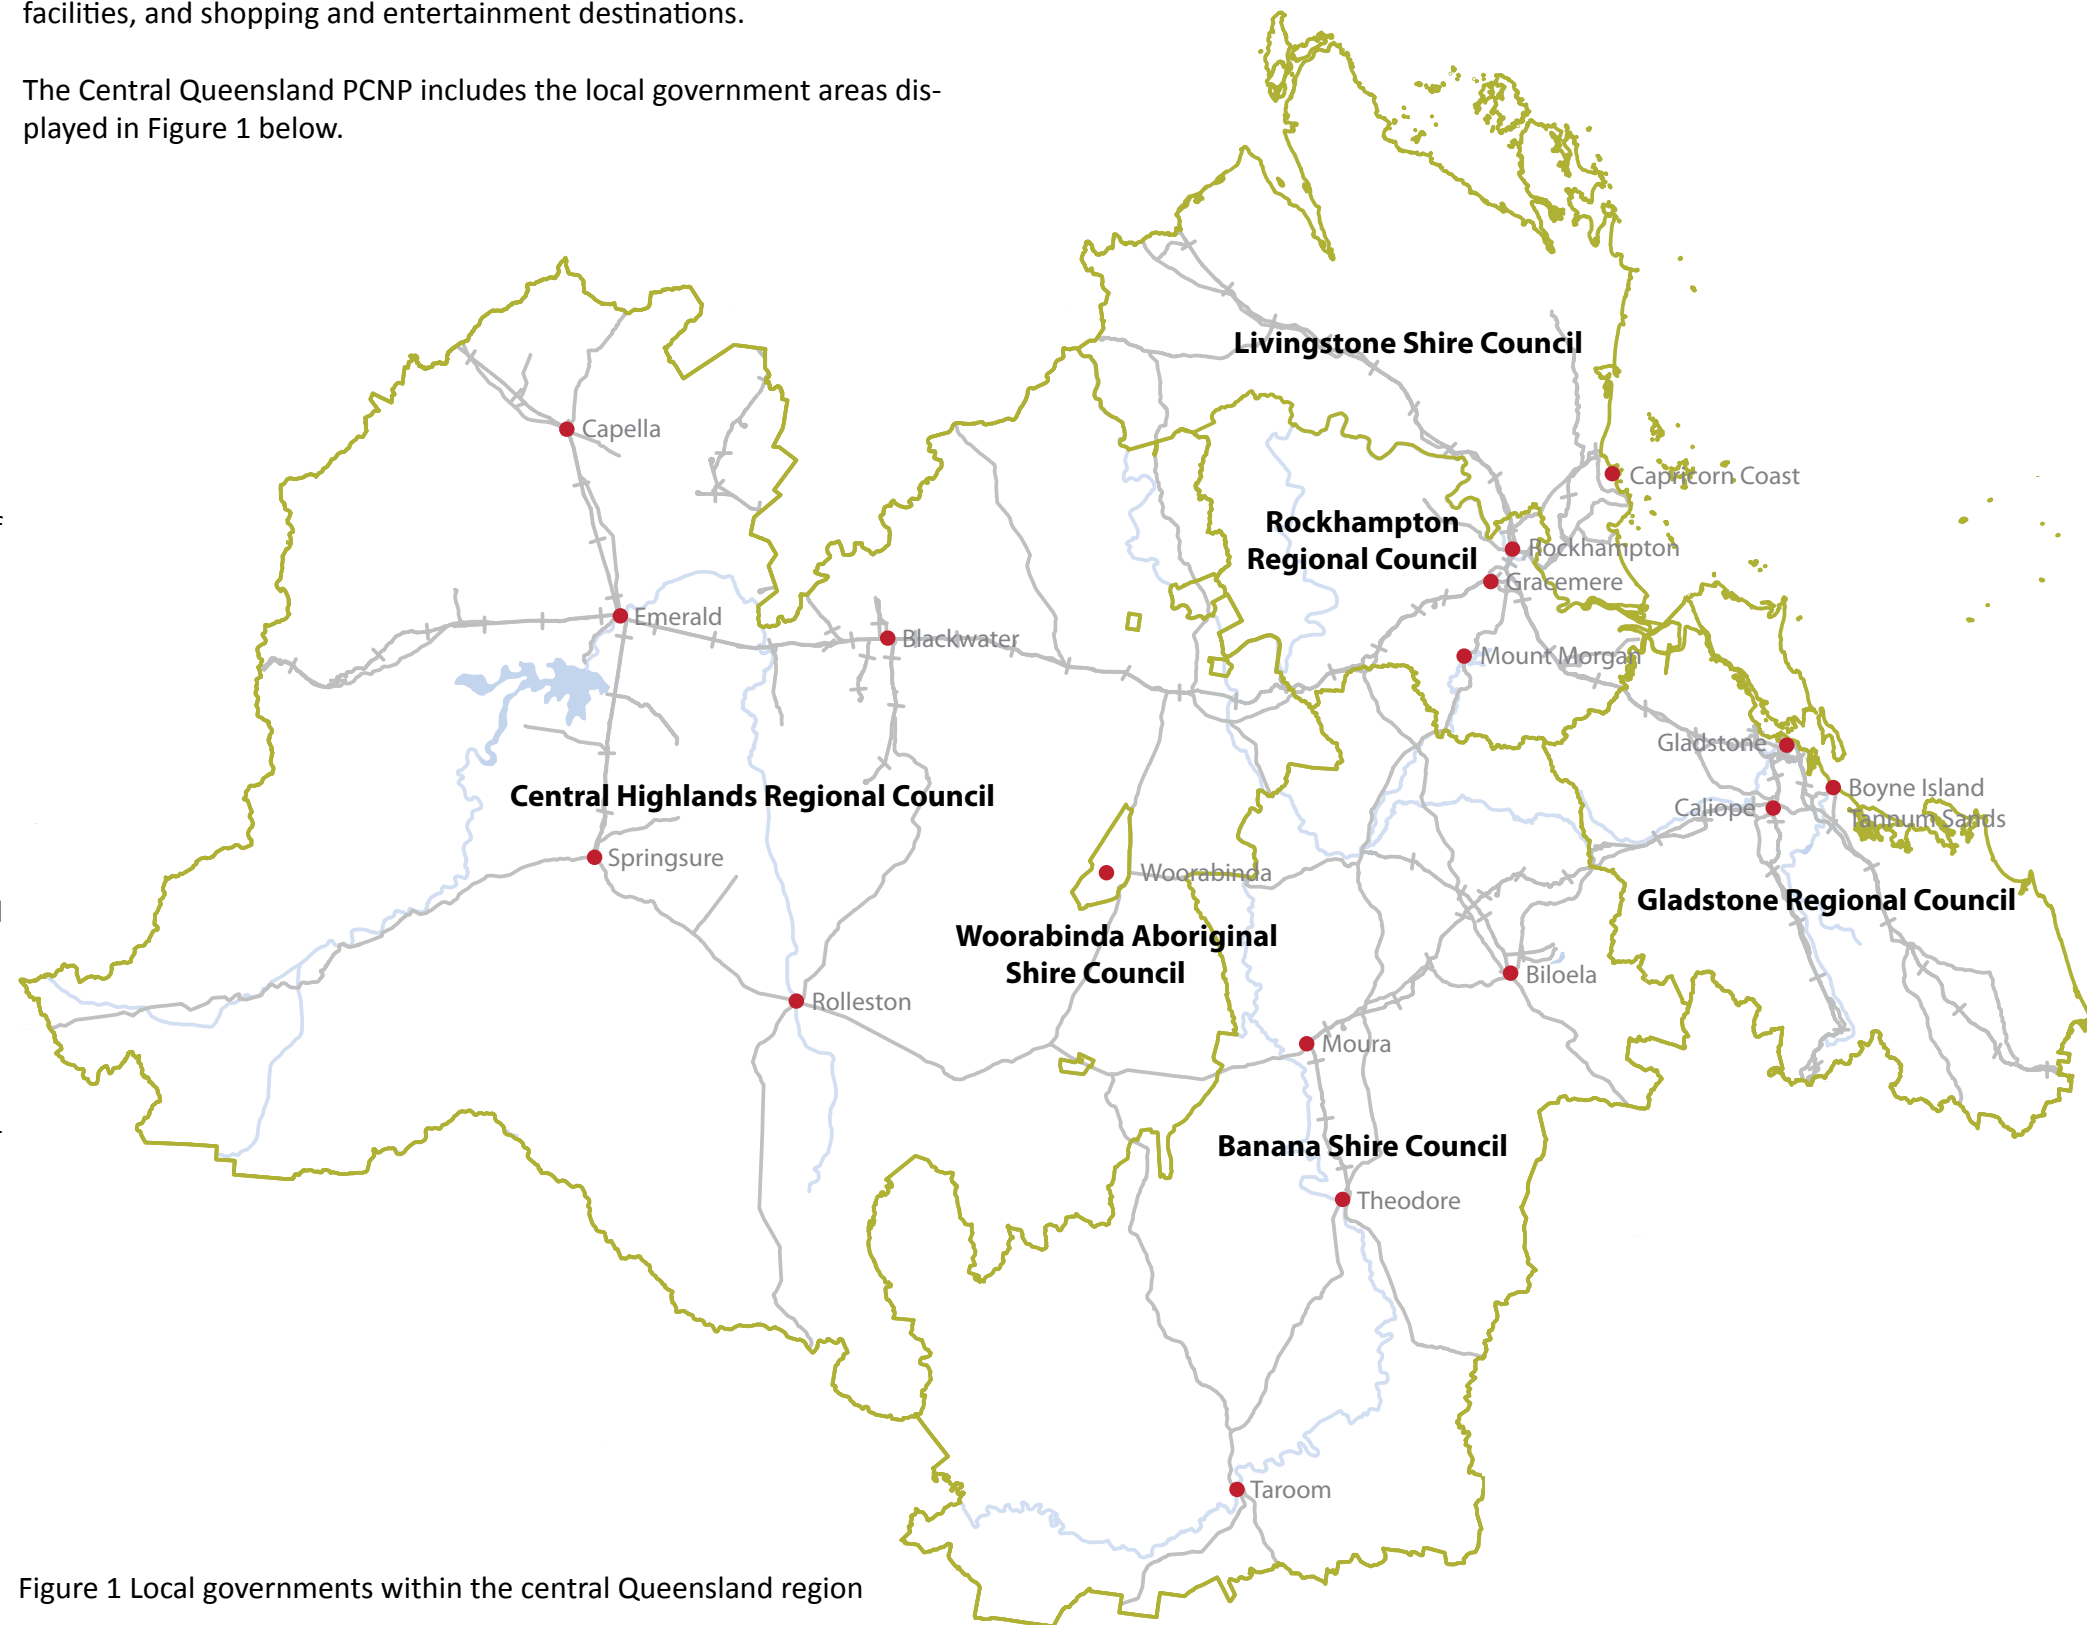 facilities, and shopping and entertainment destinations.
The Central Queensland PCNP includes the local government areas dis-
played in Figure 1 below.
Livingstone Shire Council
Capella
Capricorn Coast
Rockhampton
Regional Council
Rockhampton
Gracemere
Emerald
Blackwater
Mount Morgan
Gladstone
Central Highlands Regional Council
Boyne Island
Tannum Sands
Caliope
Springsure
Woorabinda
Gladstone Regional Council
Woorabinda Aboriginal
Shire Council
Biloela
Rolleston
Moura
Banana Shire Council
Theodore
Taroom
Figure 1 Local governments within the central Queensland region